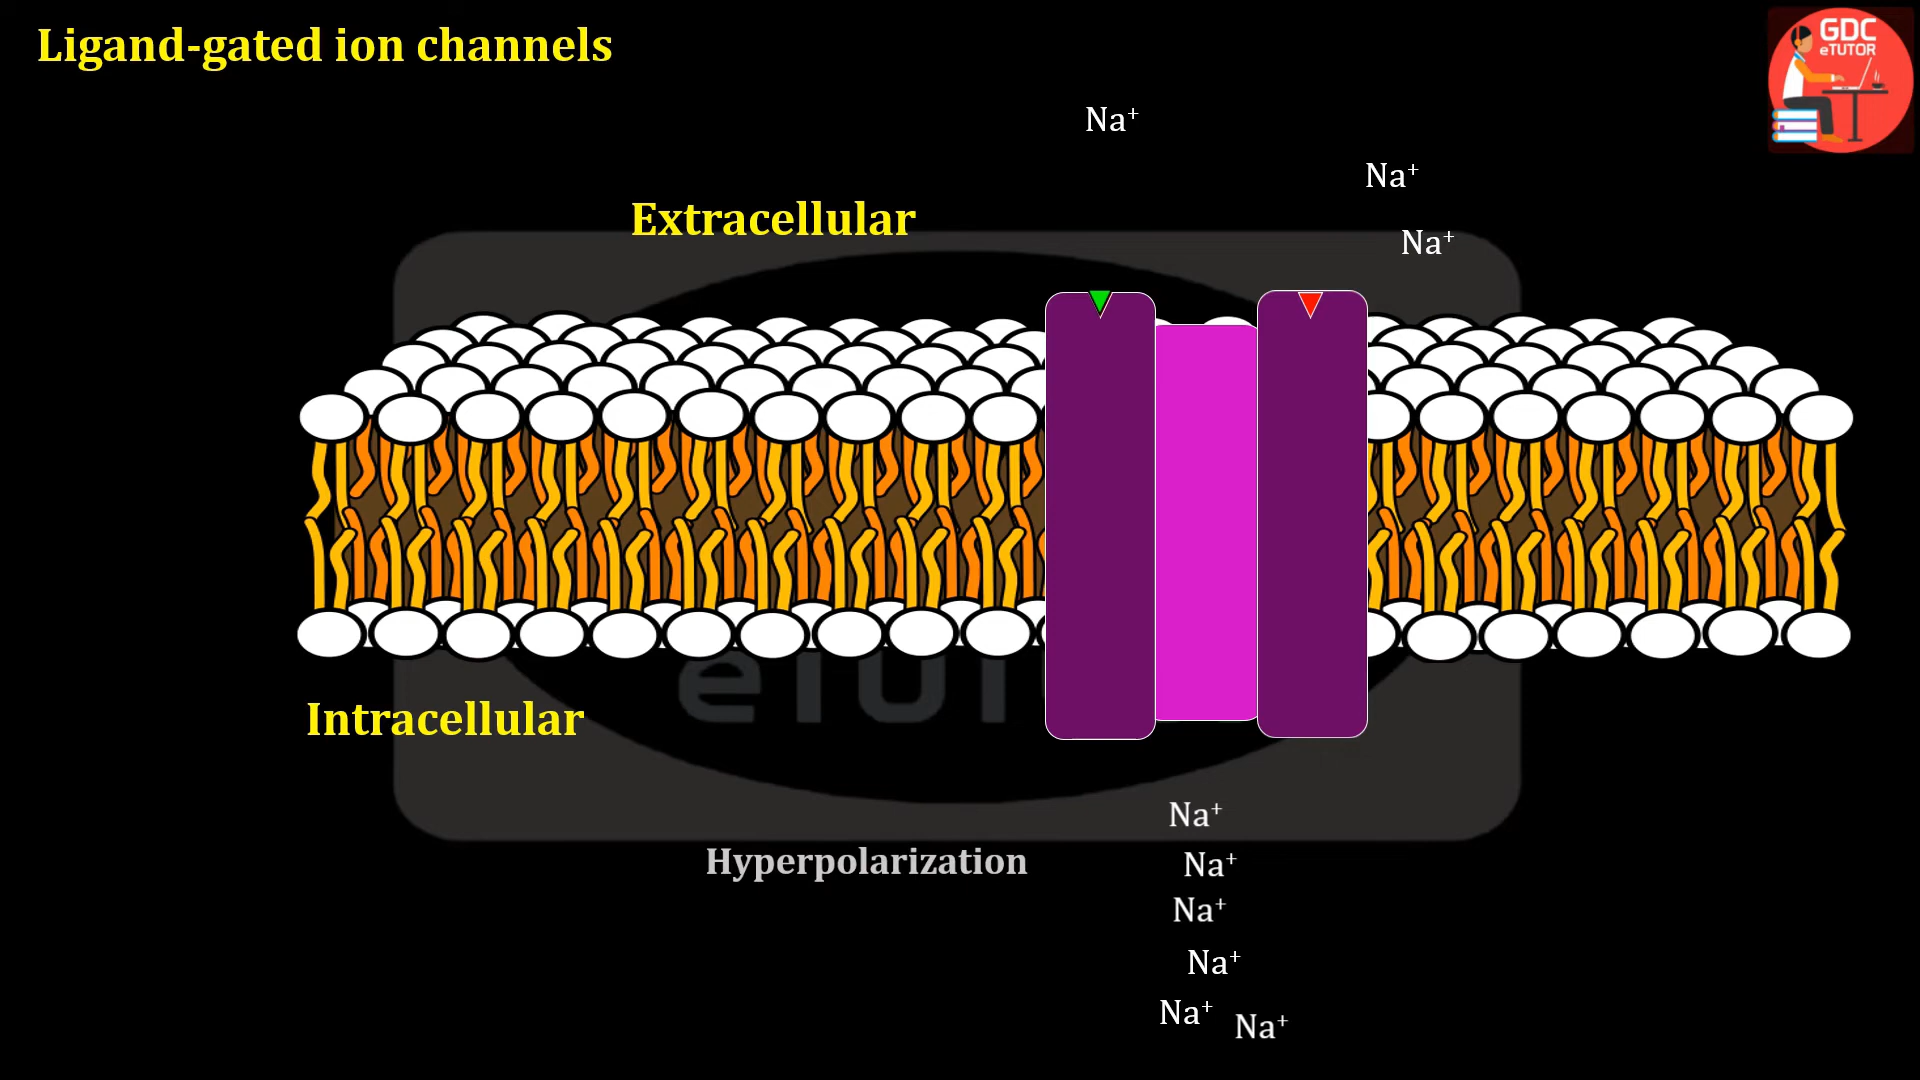 Ligand-gated ion channels
GDC
eTUTOR
Na⁺
Na⁺
Extracellular
Na⁺
Intracellular
Na⁺
Hyperpolarization
Na⁺
Na⁺
Na⁺
Na⁺
Na⁺